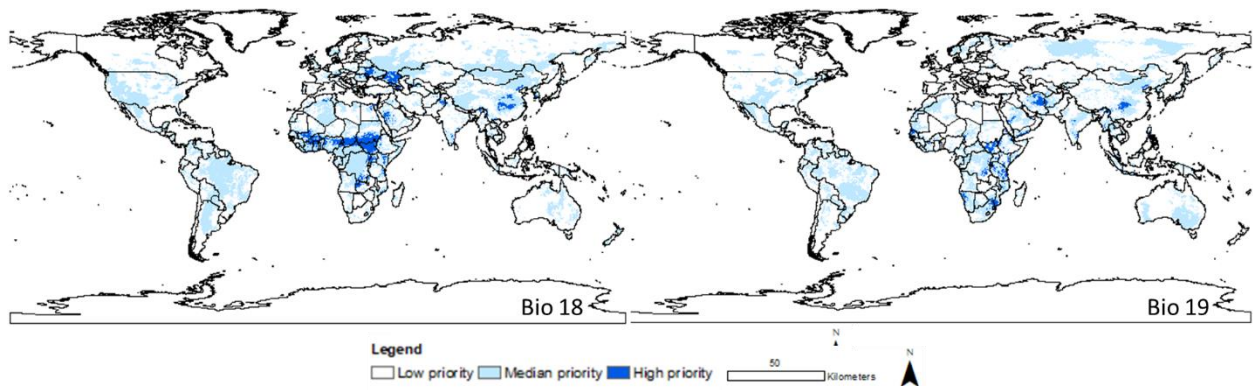 Bio 18
Bio 19
Legend
Low priority
Median priority
High priority
50
Kilometers
N
N